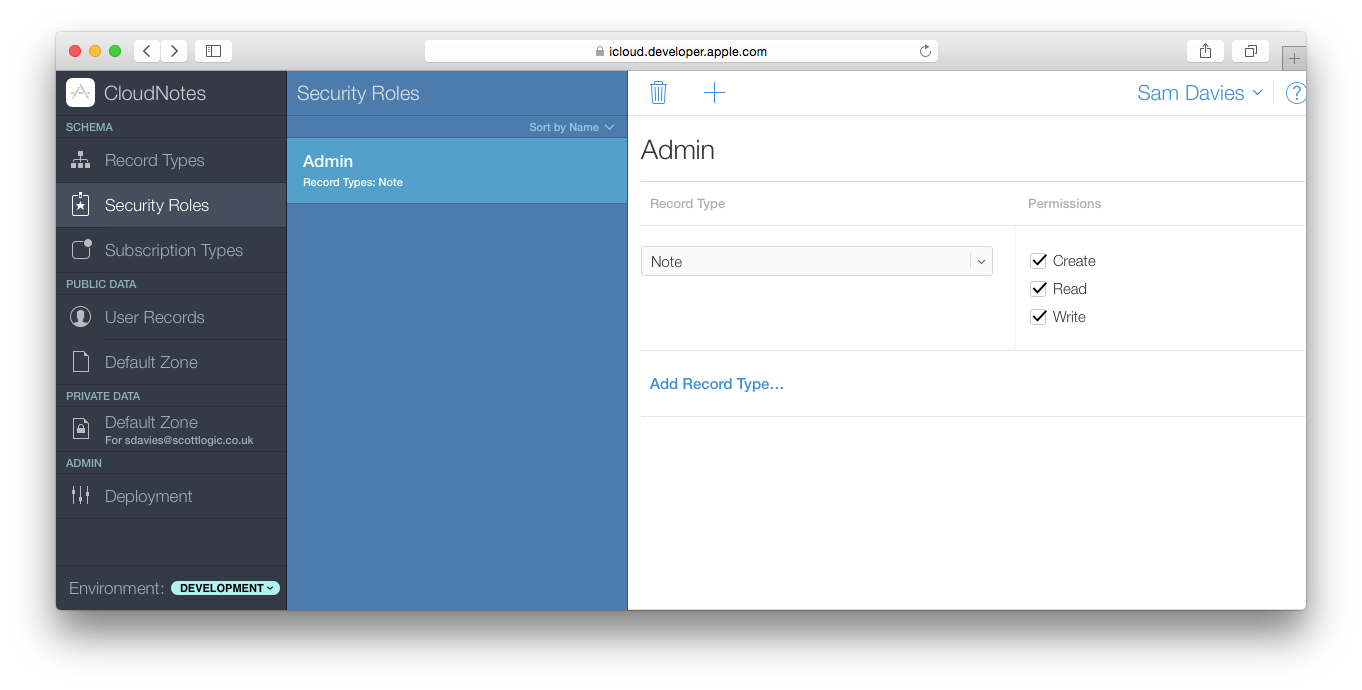 icloud.developer.apple.com
CloudNotes
SCHEMA
Record Types
Security Roles
Subscription Types
PUBLIC DATA
User Records
Default Zone
PRIVATE DATA
Default Zone
For sdavies@scottlogic.co.uk
ADMIN
Deployment
Environment: DEVELOPMENT
Security Roles
Sort by Name
Admin
Record Types: Note
Sam Davies
?
Admin
Record Type Permissions
Note
Create
Read
Write
Add Record Type...